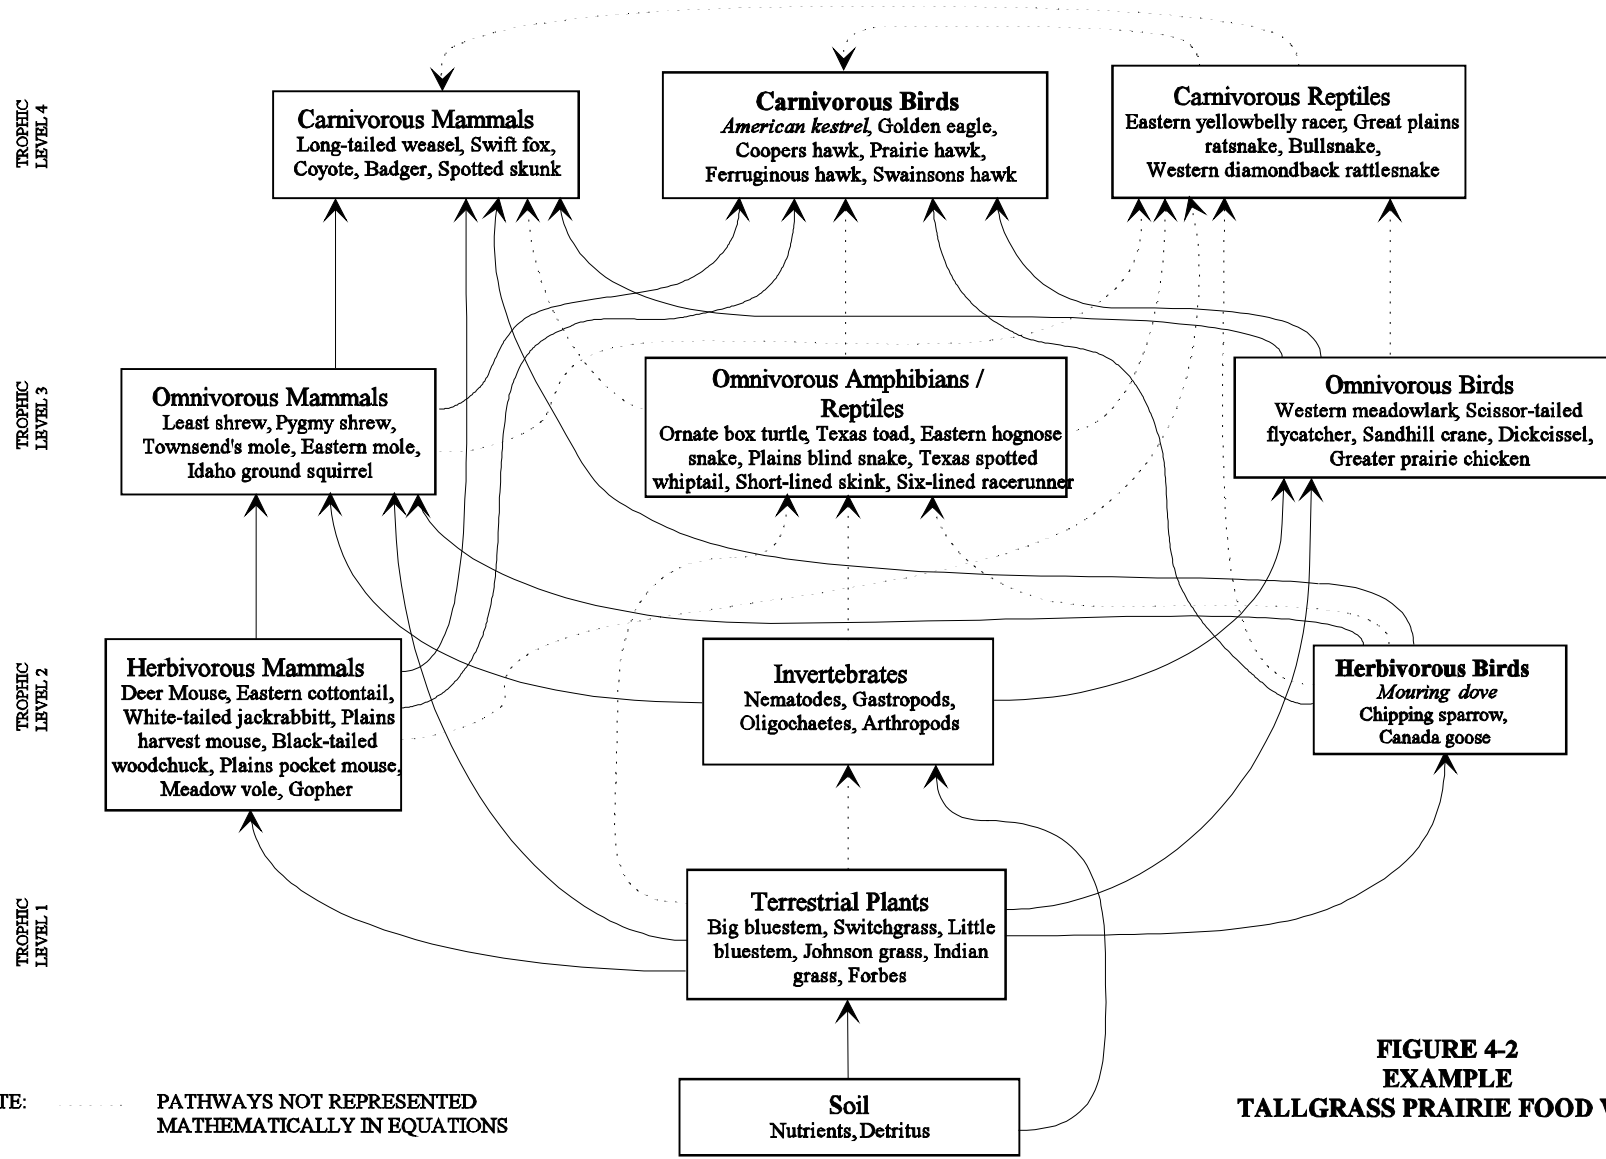 TROPHIC
LEVEL 4
Carnivorous Mammals
Long-tailed weasel, Swift fox,
Coyote, Badger, Spotted skunk
Carnivorous Birds
American kestrel, Golden eagle,
Coopers hawk, Prairie hawk,
Ferruginous hawk, Swainsons hawk
Carnivorous Reptiles
Eastern yellowbelly racer, Great plains
ratsnake, Bullsnake,
Western diamondback rattlesnake
TROPHIC
LEVEL 3
Omnivorous Mammals
Least shrew, Pygmy shrew,
Townsend's mole, Eastern mole,
Idaho ground squirrel
Omnivorous Amphibians /
Reptiles
Ornate box turtle, Texas toad, Eastern hognose
snake, Plains blind snake, Texas spotted
whiptail, Short-lined skink, Six-lined racerunner
Omnivorous Birds
Western meadowlark, Scissor-tailed
flycatcher, Sandhill crane, Dickcissel,
Greater prairie chicken
TROPHIC
LEVEL 2
Herbivorous Mammals
Deer Mouse, Eastern cottontail,
White-tailed jackrabbitt, Plains
harvest mouse, Black-tailed
woodchuck, Plains pocket mouse,
Meadow vole, Gopher
Invertebrates
Nematodes, Gastropods,
Oligochaetes, Arthropods
Herbivorous Birds
Mouring dove
Chipping sparrow,
Canada goose
TROPHIC
LEVEL 1
Terrestrial Plants
Big bluestem, Switchgrass, Little
bluestem, Johnson grass, Indian
grass, Forbes
Soil
Nutrients, Detritus
TE:
PATHWAYS NOT REPRESENTED
MATHEMATICALLY IN EQUATIONS
FIGURE 4-2
EXAMPLE
TALLGRASS PRAIRIE FOOD